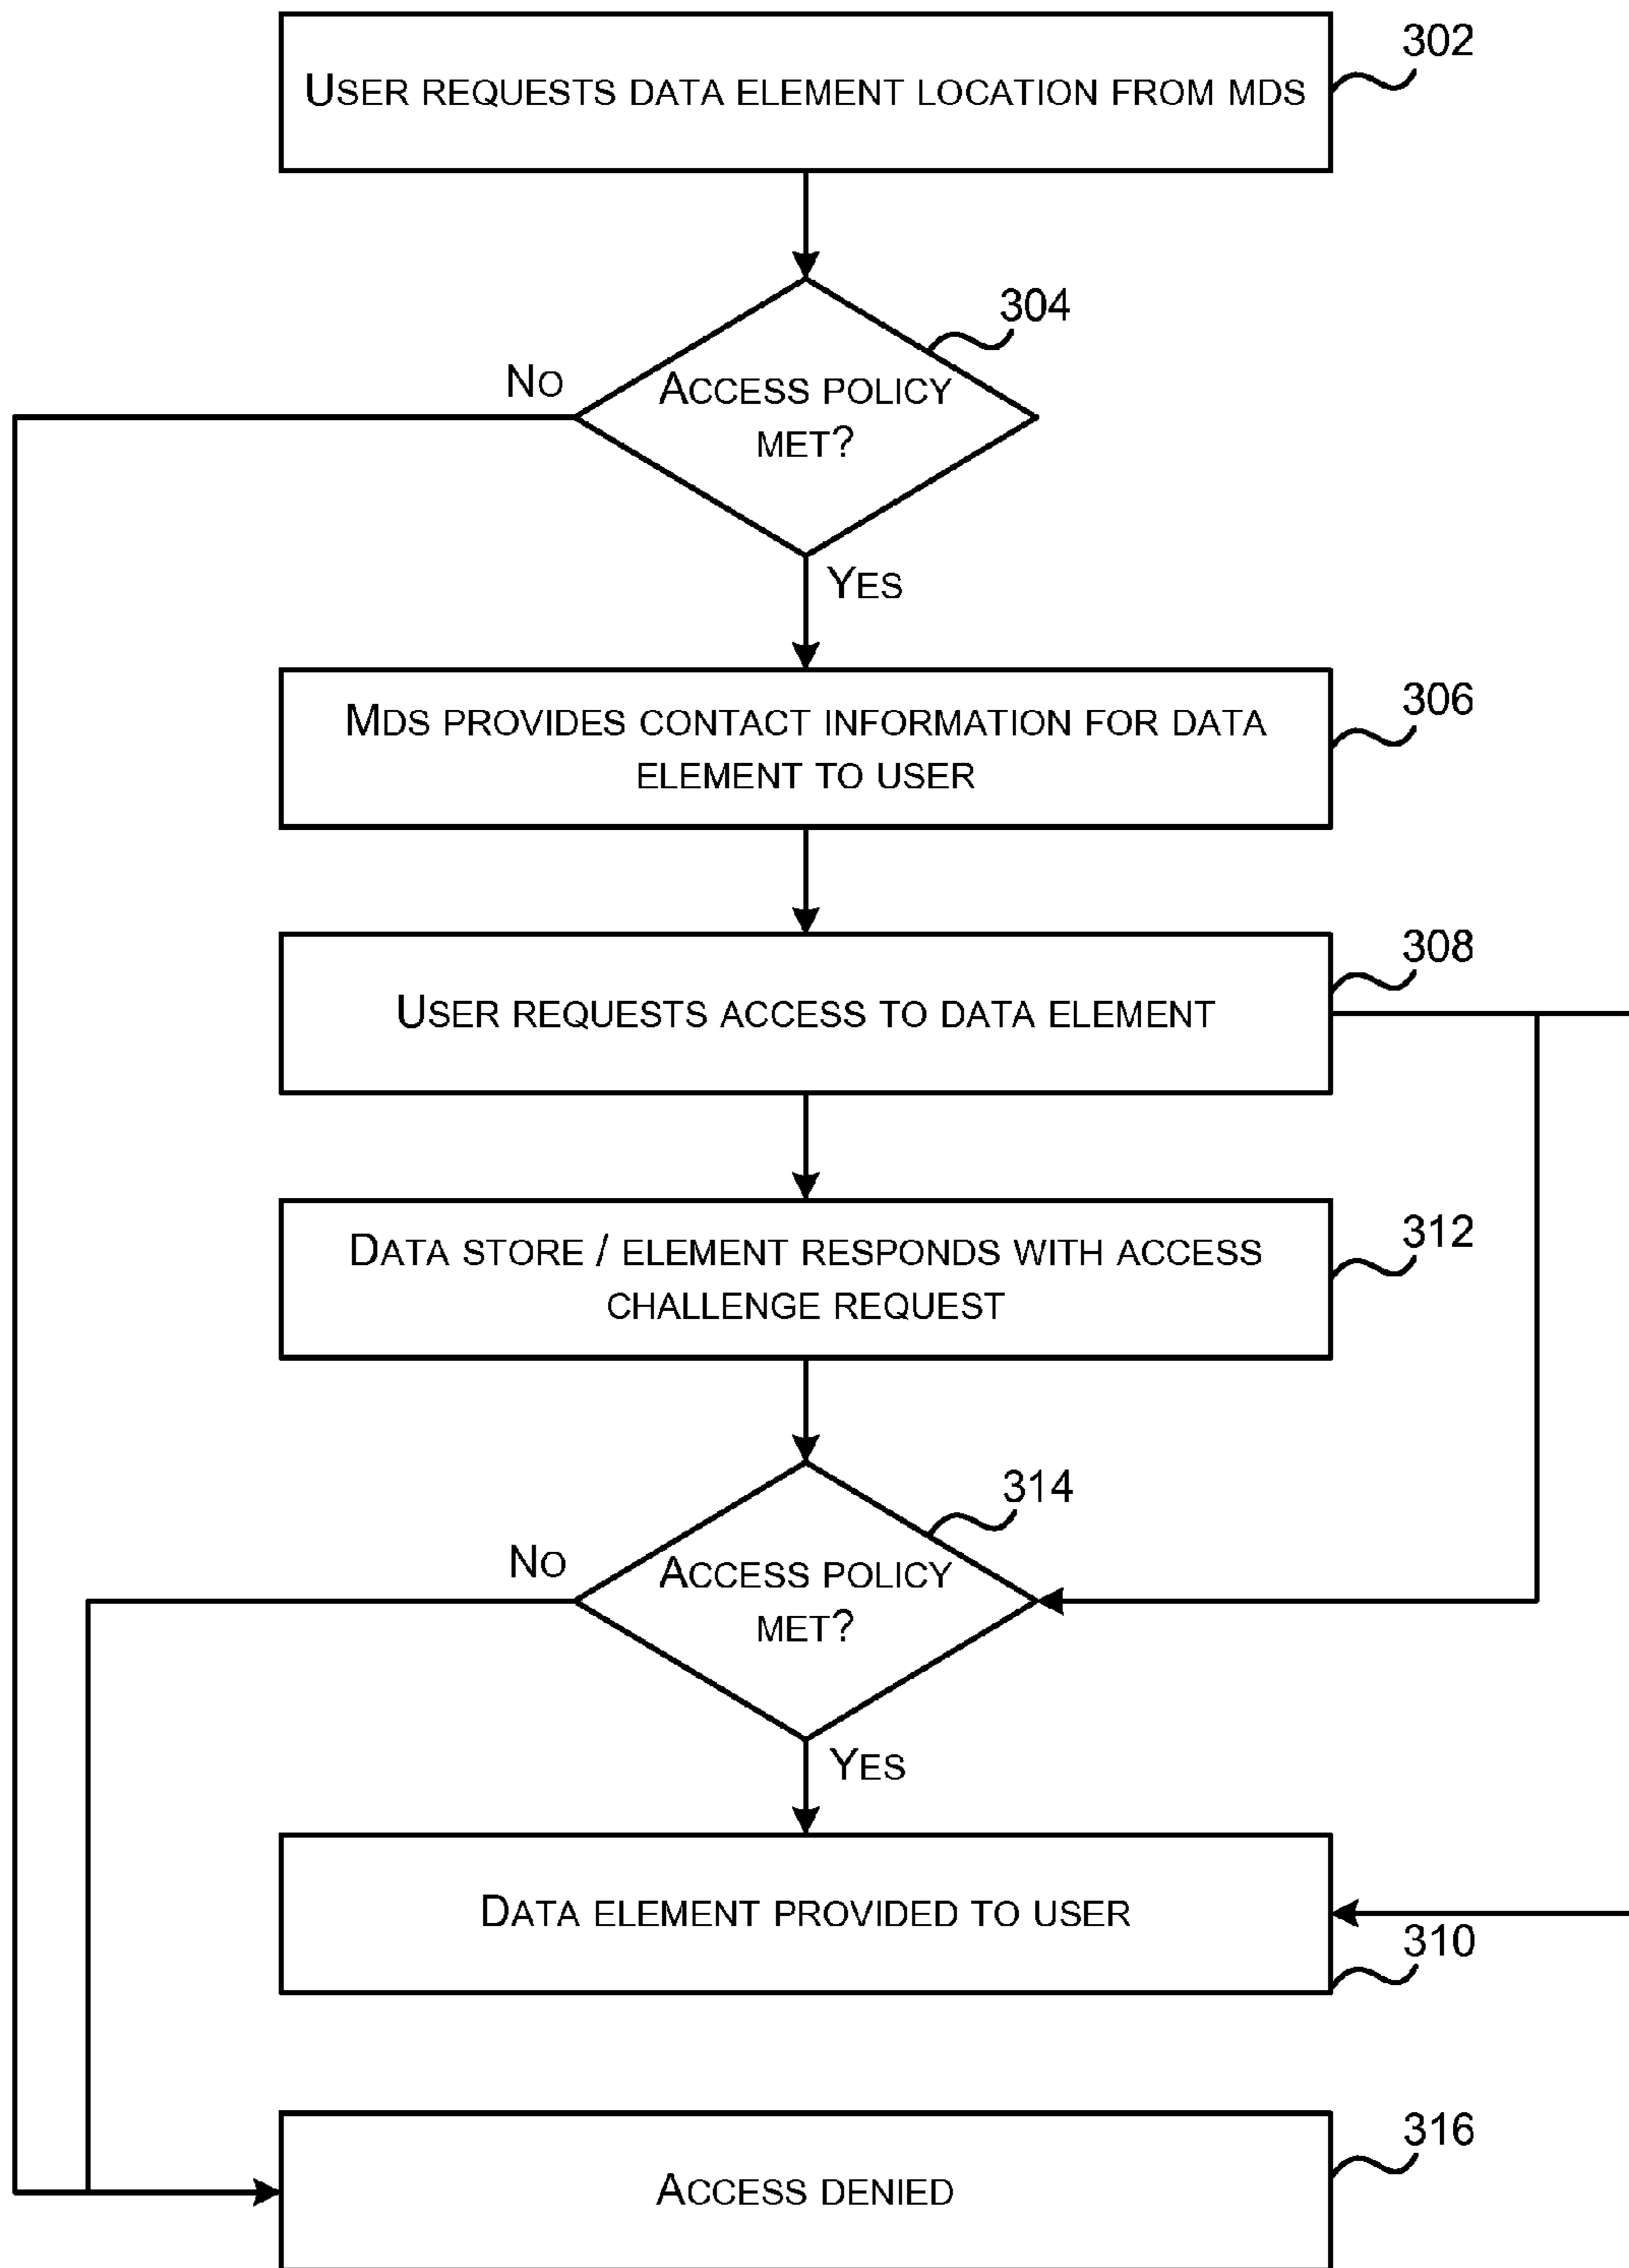 302
USER REQUESTS DATA ELEMENT LOCATION FROM MDS
304
NO
ACCESS POLICY
MET?
YES
306
MDS PROVIDES CONTACT INFORMATION FOR DATA
ELEMENT TO USER
308
USER REQUESTS ACCESS TO DATA ELEMENT
312
DATA STORE / ELEMENT RESPONDS WITH ACCESS
CHALLENGE REQUEST
314
NO
ACCESS POLICY
MET?
YES
DATA ELEMENT PROVIDED TO USER
310
316
ACCESS DENIED